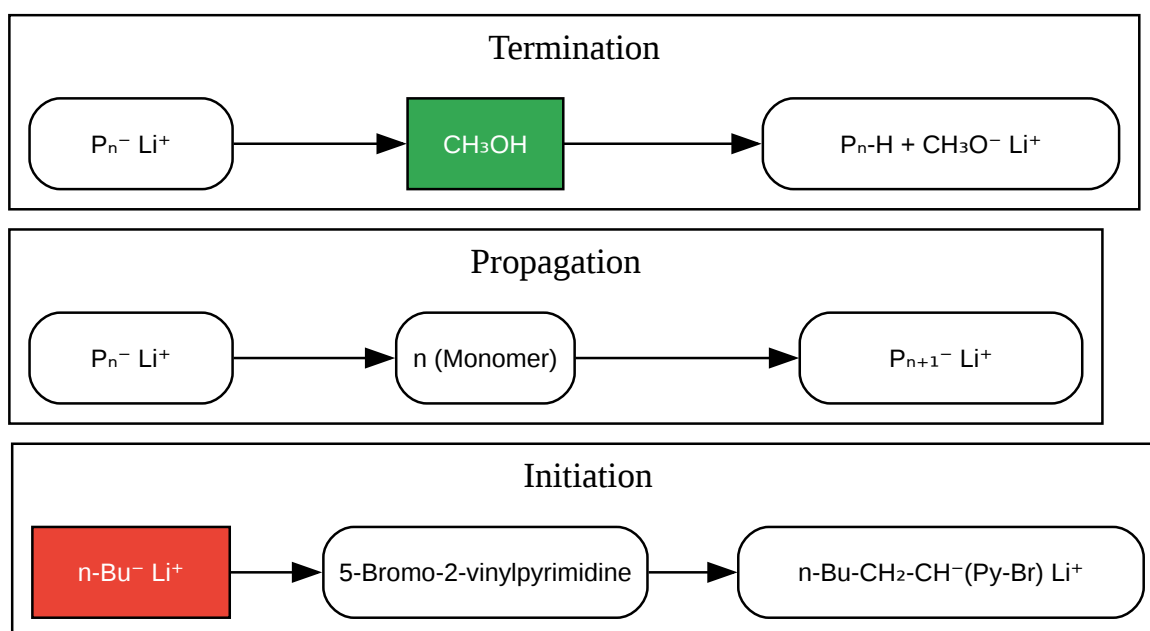 Termination
Pₙ⁻ Li⁺
CH₃OH
Pₙ-H + CH₃O⁻ Li⁺
Propagation
Pₙ⁻ Li⁺
n (Monomer)
Pₙ₊₁⁻ Li⁺
Initiation
n-Bu⁻ Li⁺
5-Bromo-2-vinylpyrimidine
n-Bu-CH₂-CH⁻(Py-Br) Li⁺